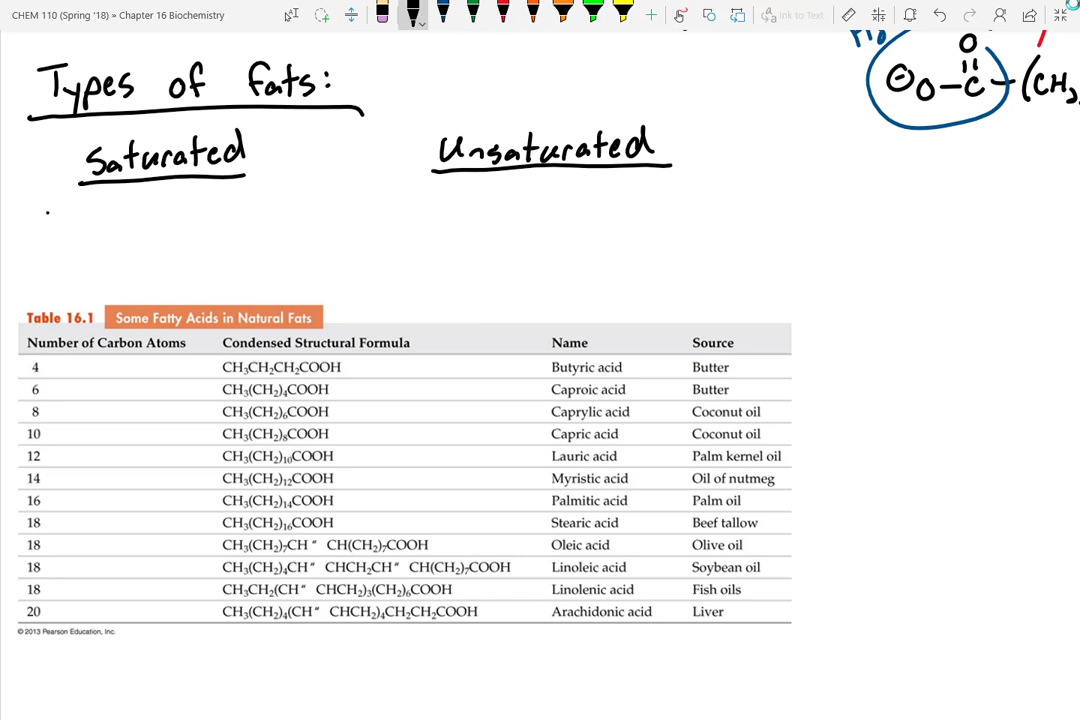 CHEM 110 (Spring '18) » Chapter 16 Biochemistry
Ink to Text
Types of fats:
Saturated Unsaturated
O
⊖O–C–(CH₂
Table 16.1 Some Fatty Acids in Natural Fats
Number of Carbon Atoms Condensed Structural Formula Name Source
4 CH₃CH₂CH₂COOH Butyric acid Butter
6 CH₃(CH₂)₄COOH Caproic acid Butter
8 CH₃(CH₂)₆COOH Caprylic acid Coconut oil
10 CH₃(CH₂)₈COOH Capric acid Coconut oil
12 CH₃(CH₂)₁₀COOH Lauric acid Palm kernel oil
14 CH₃(CH₂)₁₂COOH Myristic acid Oil of nutmeg
16 CH₃(CH₂)₁₄COOH Palmitic acid Palm oil
18 CH₃(CH₂)₁₆COOH Stearic acid Beef tallow
18 CH₃(CH₂)₇CH " CH(CH₂)₇COOH Oleic acid Olive oil
18 CH₃(CH₂)₄CH " CHCH₂CH " CH(CH₂)₇COOH Linoleic acid Soybean oil
18 CH₃CH₂(CH " CHCH₂)₃(CH₂)₆COOH Linolenic acid Fish oils
20 CH₃(CH₂)₄(CH " CHCH₂)₄CH₂CH₂COOH Arachidonic acid Liver
© 2013 Pearson Education, Inc.